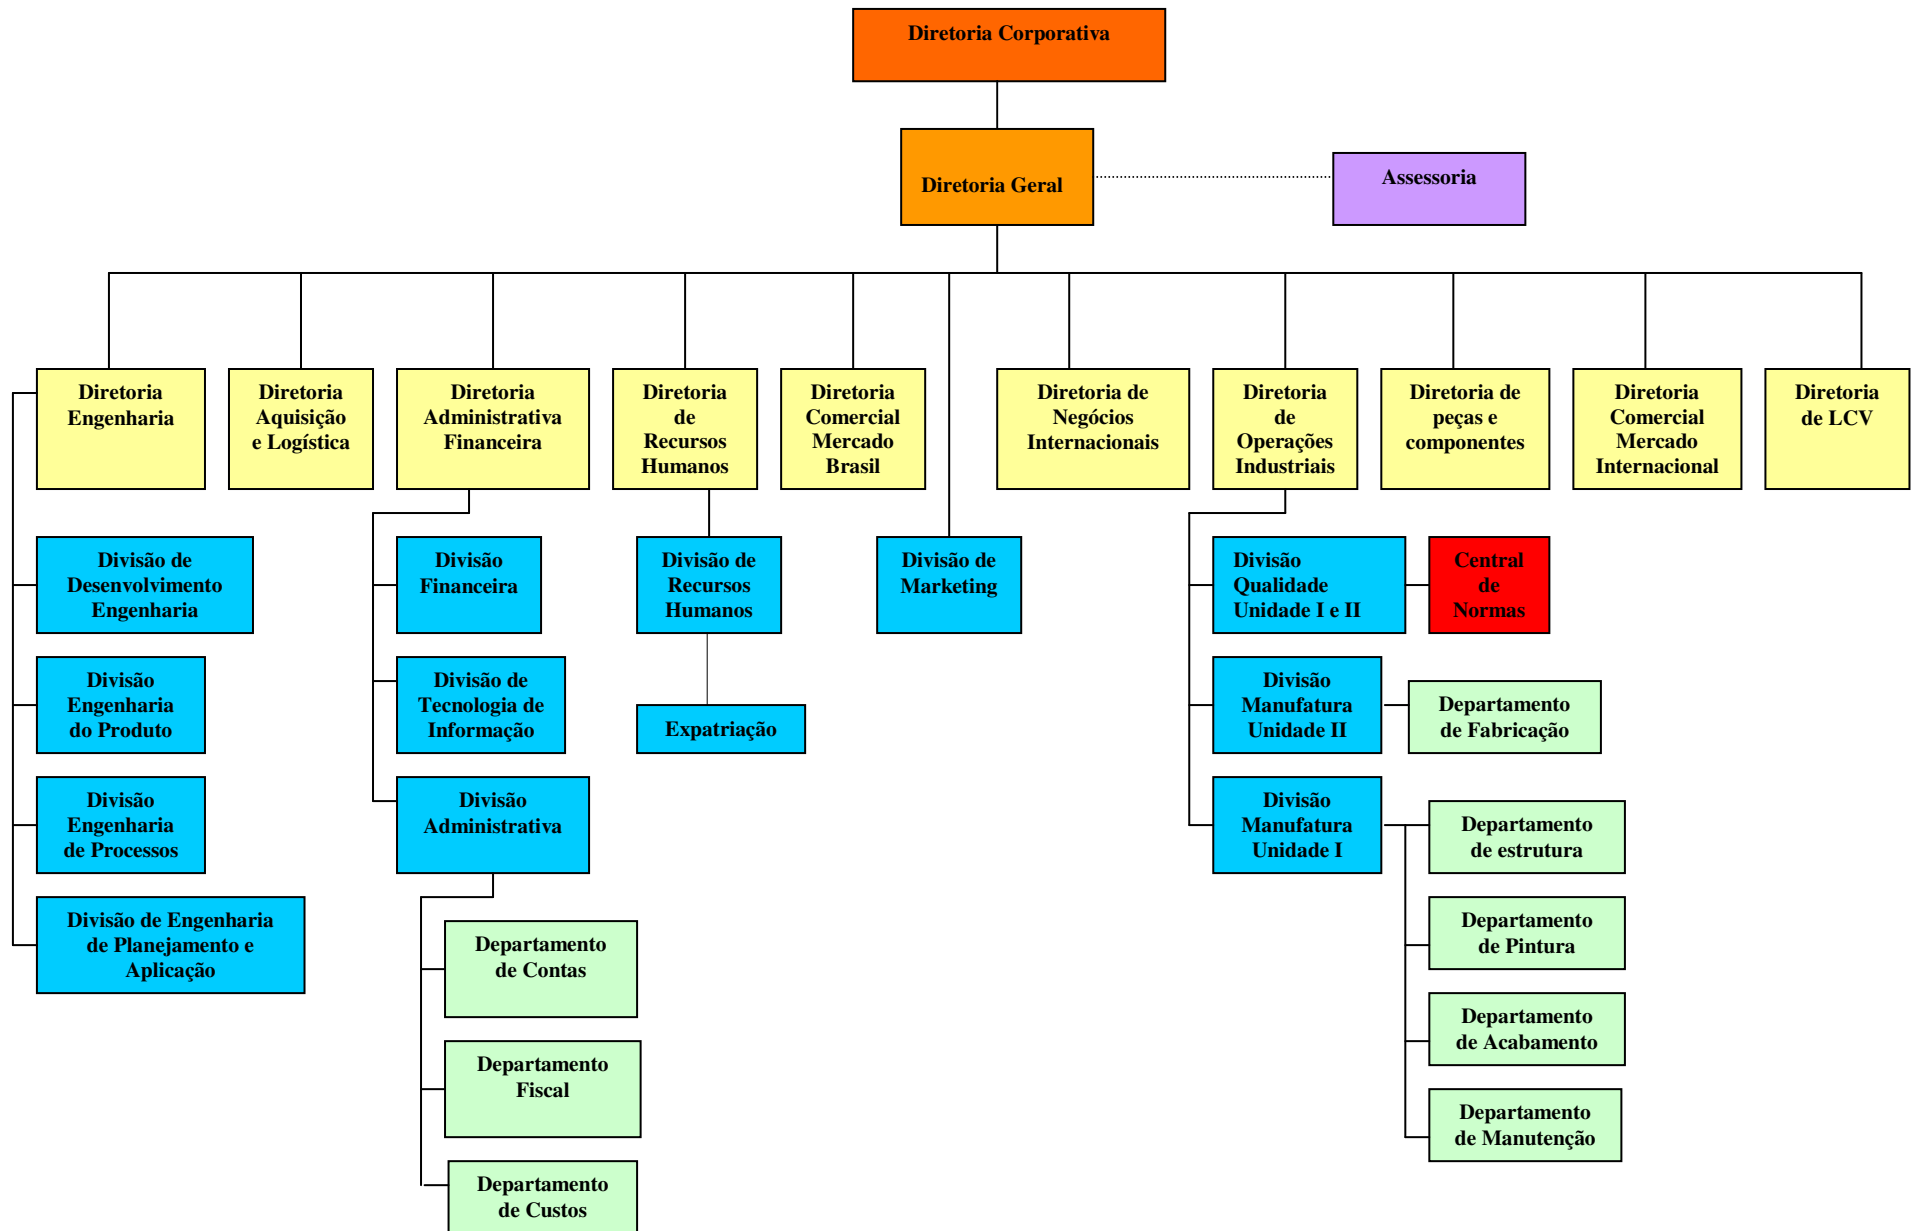 Diretoria Corporativa
Diretoria Geral
Assessoria
Diretoria
Engenharia
Diretoria
Aquisição
e Logística
Diretoria
Administrativa
Financeira
Diretoria
de
Recursos
Humanos
Diretoria
Comercial
Mercado
Brasil
Diretoria de
Negócios
Internacionais
Diretoria
de
Operações
Industriais
Diretoria de
peças e
componentes
Diretoria
Comercial
Mercado
Internacional
Diretoria
de LCV
Divisão de
Desenvolvimento
Engenharia
Divisão
Financeira
Divisão de
Recursos
Humanos
Divisão de
Marketing
Divisão
Qualidade
Unidade I e II
Central
de
Normas
Divisão
Engenharia
do Produto
Divisão de
Tecnologia de
Informação
Expatriação
Divisão
Manufatura
Unidade II
Departamento
de Fabricação
Divisão
Engenharia
de Processos
Divisão
Administrativa
Divisão
Manufatura
Unidade I
Departamento
de estrutura
Divisão de Engenharia
de Planejamento e
Aplicação
Departamento
de Contas
Departamento
de Pintura
Departamento
de Acabamento
Departamento
Fiscal
Departamento
de Manutenção
Departamento
de Custos